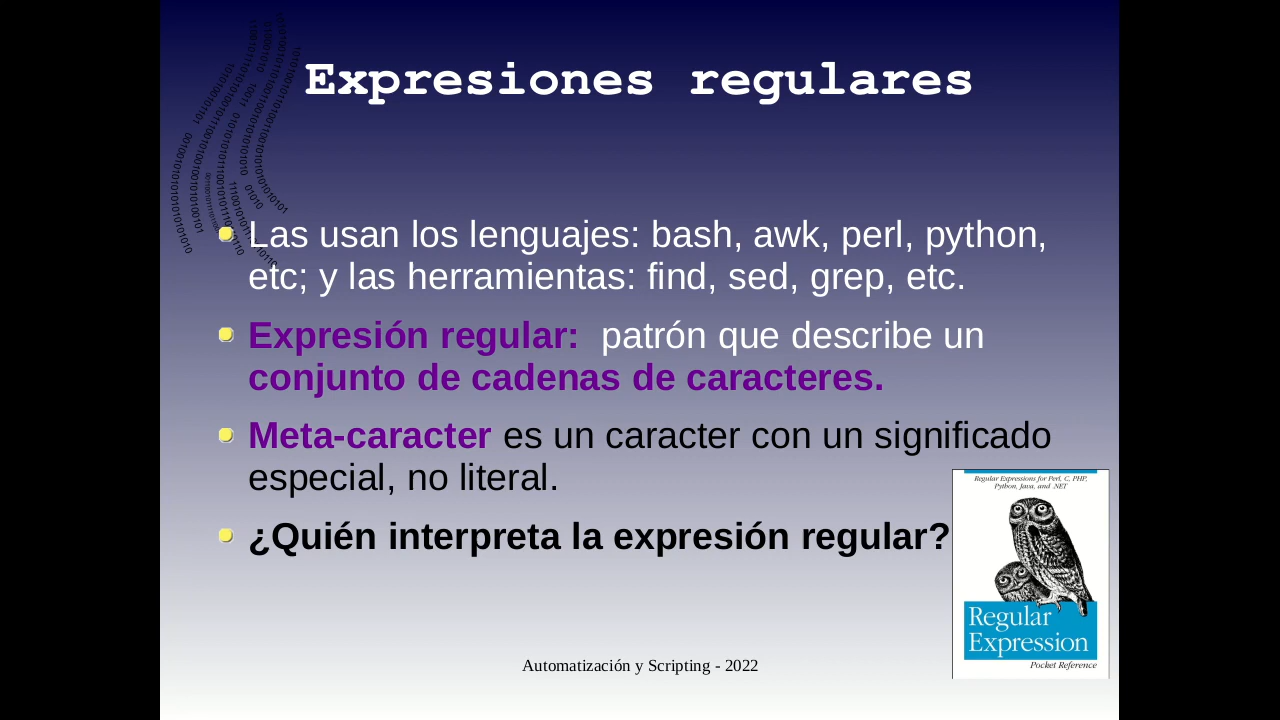 Expresiones regulares
Las usan los lenguajes: bash, awk, perl, python,
etc; y las herramientas: find, sed, grep, etc.
Expresión regular: patrón que describe un
conjunto de cadenas de caracteres.
Meta-caracter es un caracter con un significado
especial, no literal.
¿Quién interpreta la expresión regular?
Regular Expressions for Perl, C, PHP,
Python, Java, and .NET
Regular
Expression
Pocket Reference
Automatización y Scripting - 2022